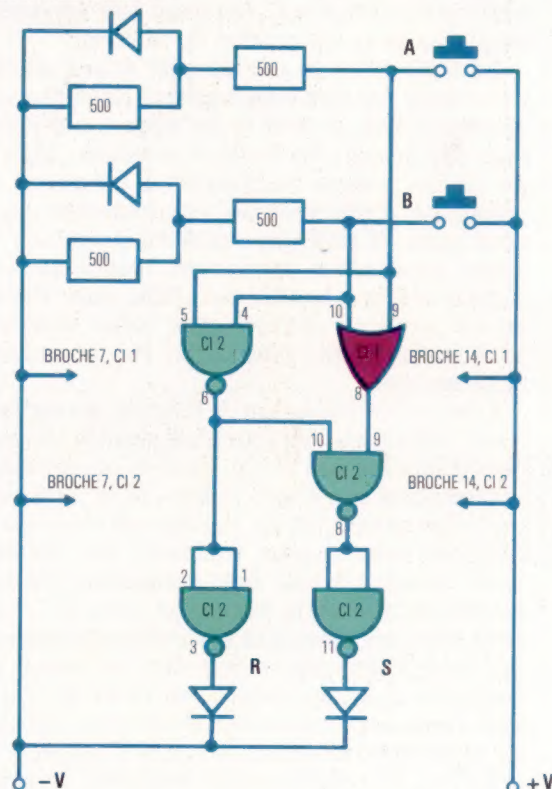 A
500
500
B
500
500
5 4 10 9
CI 2 CI 1
BROCHE 7, CI 1 6 8 BROCHE 14, CI 1
10 9
CI 2
BROCHE 7, CI 2 BROCHE 14, CI 2
8
2 1
CI 2 CI 2
3 R 11 S
– V + V